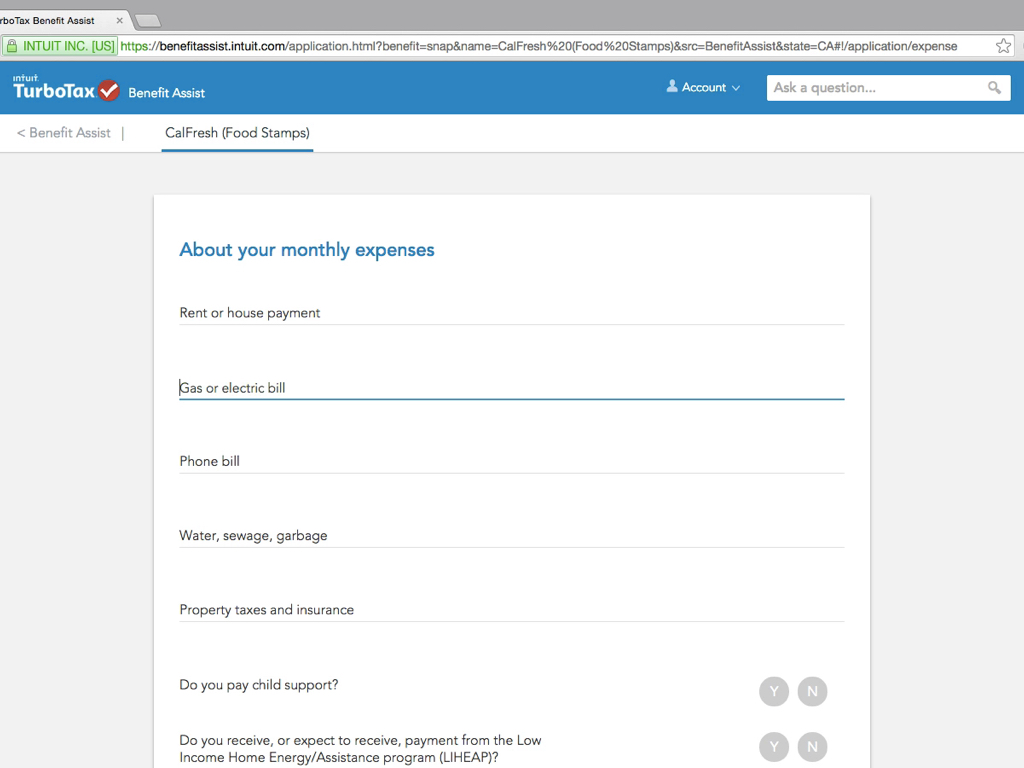 rboTax Benefit Assist
INTUIT INC. [US] https://benefitassist.intuit.com/application.html?benefit=snap&name=CalFresh%20(Food%20Stamps)&src=BenefitAssist&state=CA#!/application/expense
intuit
TurboTax Benefit Assist
Account
Ask a question...
< Benefit Assist |
CalFresh (Food Stamps)
About your monthly expenses
Rent or house payment
Gas or electric bill
Phone bill
Water, sewage, garbage
Property taxes and insurance
Do you pay child support?
Y N
Do you receive, or expect to receive, payment from the Low
Income Home Energy/Assistance program (LIHEAP)?
Y N